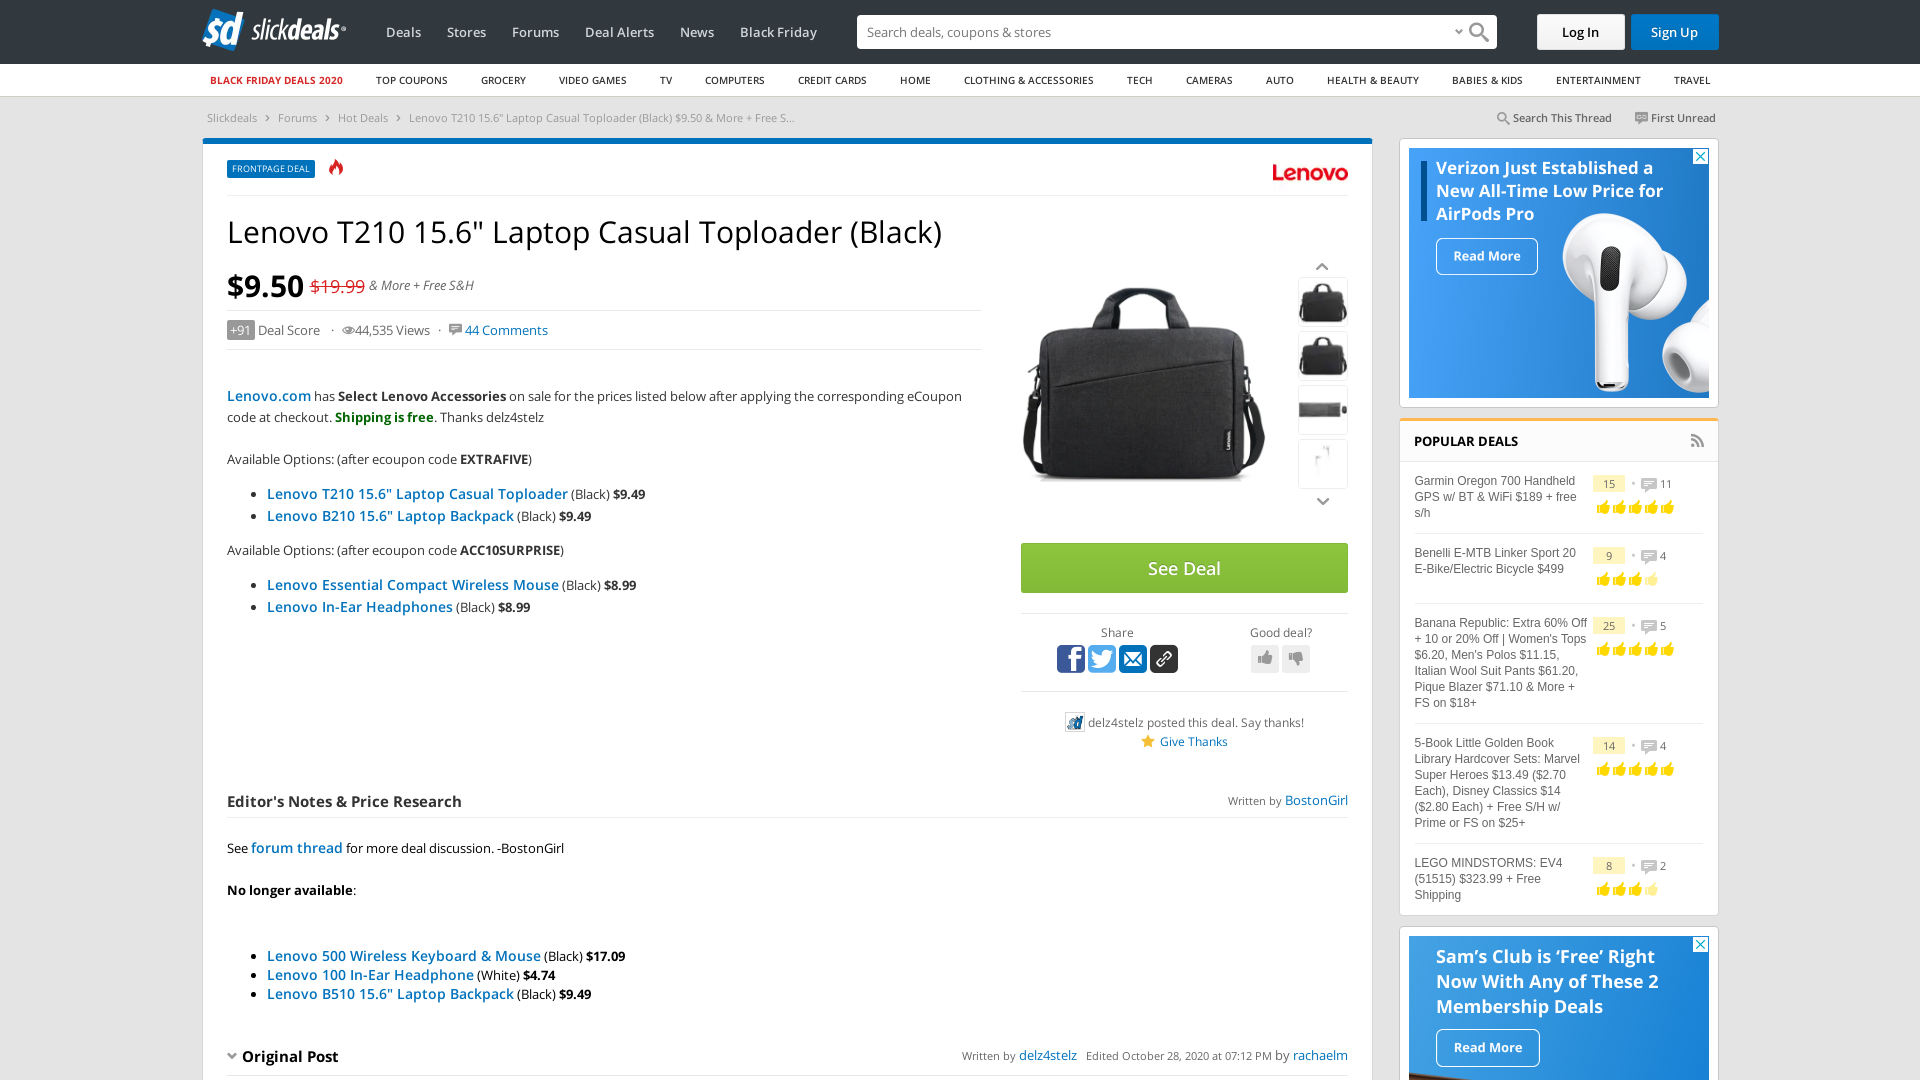 slickdeals
Deals
Stores
Forums
Deal Alerts
News
Black Friday
Search deals, coupons & stores
Log In
Sign Up
BLACK FRIDAY DEALS 2020
TOP COUPONS
GROCERY
VIDEO GAMES
TV
COMPUTERS
CREDIT CARDS
HOME
CLOTHING & ACCESSORIES
TECH
CAMERAS
AUTO
HEALTH & BEAUTY
BABIES & KIDS
ENTERTAINMENT
TRAVEL
Slickdeals › Forums › Hot Deals › Lenovo T210 15.6" Laptop Casual Toploader (Black) $9.50 & More + Free S...
Search This Thread
First Unread
FRONTPAGE DEAL
Lenovo
Lenovo T210 15.6" Laptop Casual Toploader (Black)
$9.50 $19.99 & More + Free S&H
+91 Deal Score · 44,535 Views · 44 Comments
Lenovo.com has Select Lenovo Accessories on sale for the prices listed below after applying the corresponding eCoupon
code at checkout. Shipping is free. Thanks delz4stelz
Available Options: (after ecoupon code EXTRAFIVE)
Lenovo T210 15.6" Laptop Casual Toploader (Black) $9.49
Lenovo B210 15.6" Laptop Backpack (Black) $9.49
Available Options: (after ecoupon code ACC10SURPRISE)
Lenovo Essential Compact Wireless Mouse (Black) $8.99
Lenovo In-Ear Headphones (Black) $8.99
See Deal
Share
Good deal?
delz4stelz posted this deal. Say thanks!
Give Thanks
Editor's Notes & Price Research
Written by BostonGirl
See forum thread for more deal discussion. -BostonGirl
No longer available:
Lenovo 500 Wireless Keyboard & Mouse (Black) $17.09
Lenovo 100 In-Ear Headphone (White) $4.74
Lenovo B510 15.6" Laptop Backpack (Black) $9.49
Original Post
Written by delz4stelz Edited October 28, 2020 at 07:12 PM by rachaelm
Verizon Just Established a
New All-Time Low Price for
AirPods Pro
Read More
POPULAR DEALS
Garmin Oregon 700 Handheld
GPS w/ BT & WiFi $189 + free
s/h
15 • 11
Benelli E-MTB Linker Sport 20
E-Bike/Electric Bicycle $499
9 • 4
Banana Republic: Extra 60% Off
+ 10 or 20% Off | Women's Tops
$6.20, Men's Polos $11.15,
Italian Wool Suit Pants $61.20,
Pique Blazer $71.10 & More +
FS on $18+
25 • 5
5-Book Little Golden Book
Library Hardcover Sets: Marvel
Super Heroes $13.49 ($2.70
Each), Disney Classics $14
($2.80 Each) + Free S/H w/
Prime or FS on $25+
14 • 4
LEGO MINDSTORMS: EV4
(51515) $323.99 + Free
Shipping
8 • 2
Sam's Club is 'Free' Right
Now With Any of These 2
Membership Deals
Read More